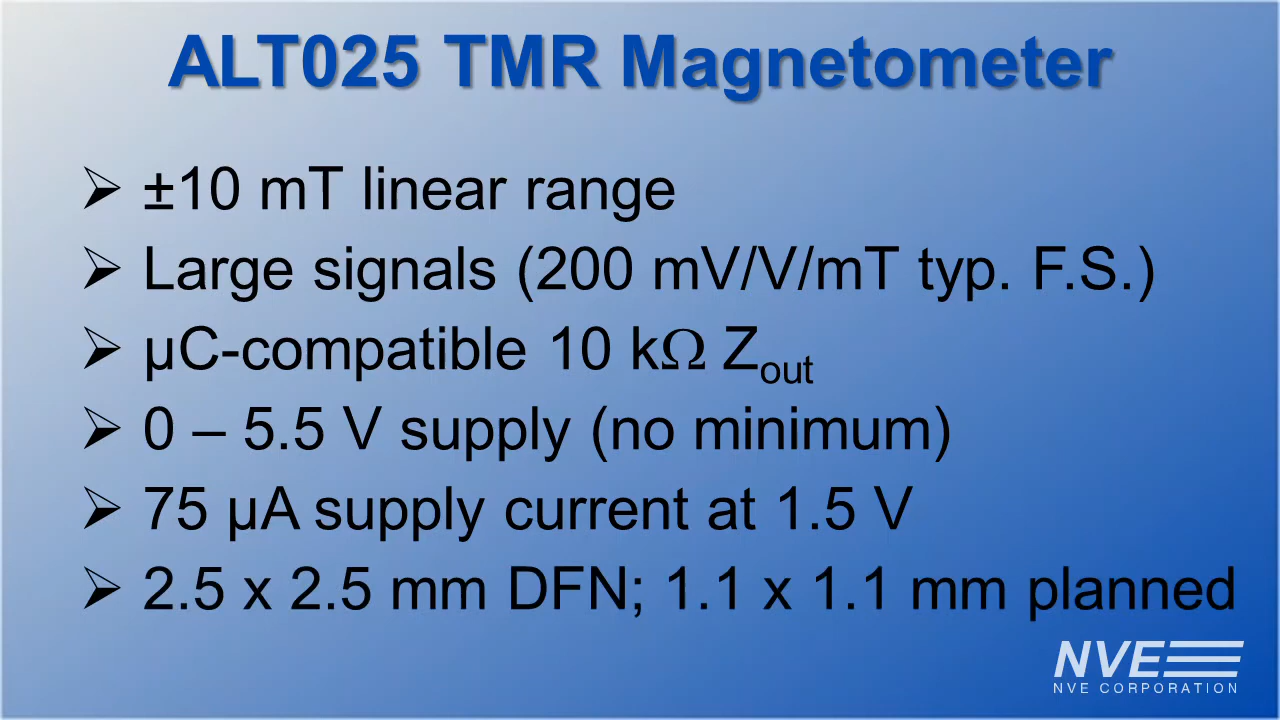 ALT025 TMR Magnetometer
➢ ±10 mT linear range
➢ Large signals (200 mV/V/mT typ. F.S.)
➢ µC-compatible 10 kΩ Zout
➢ 0 – 5.5 V supply (no minimum)
➢ 75 µA supply current at 1.5 V
➢ 2.5 x 2.5 mm DFN; 1.1 x 1.1 mm planned
NVE
NVE CORPORATION